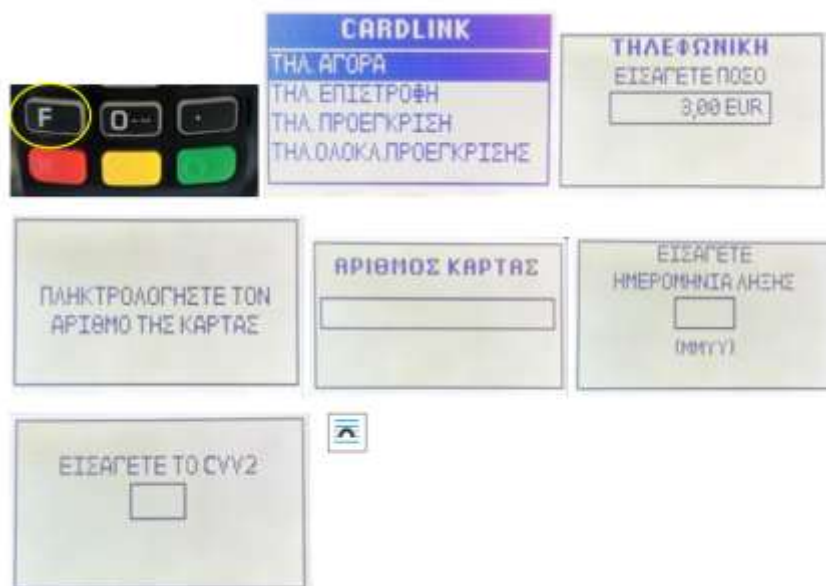 F
0
.
CARDLINK
ΤΗΛ. ΑΓΟΡΑ
ΤΗΛ. ΕΠΙΣΤΡΟΦΗ
ΤΗΛ. ΠΡΟΕΓΚΡΙΣΗ
ΤΗΛ.ΟΛΟΚΛ.ΠΡΟΕΓΚΡΙΣΗΣ
ΤΗΛΕΦΩΝΙΚΗ
ΕΙΣΑΓΕΤΕ ΠΟΣΟ
3,00 EUR
ΠΛΗΚΤΡΟΛΟΓΗΣΤΕ ΤΟΝ
ΑΡΙΘΜΟ ΤΗΣ ΚΑΡΤΑΣ
ΑΡΙΘΜΟΣ ΚΑΡΤΑΣ
ΕΙΣΑΓΕΤΕ
ΗΜΕΡΟΜΗΝΙΑ ΛΗΞΗΣ
(MMYY)
ΕΙΣΑΓΕΤΕ ΤΟ CVV2